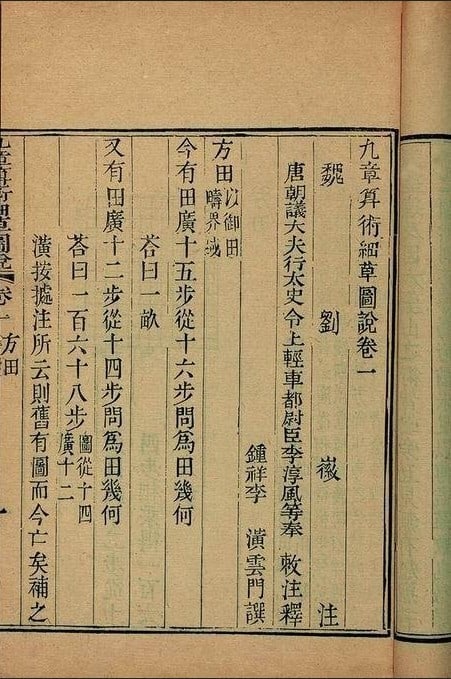 九章算術細草圖說卷一
魏 劉 徽 注
唐朝議大夫行太史令上輕車都尉臣李淳風等奉 敕注釋
鍾祥李 潢雲門譔
方田以御田疇界域
今有田廣十五步從十六步問爲田幾何
荅曰一畝
又有田廣十二步從十四步問爲田幾何
荅曰一百六十八步圖從十四廣十二
潢按據注所云則舊有圖而今亡矣補之
九章算術細草圖說 卷一 方田 一